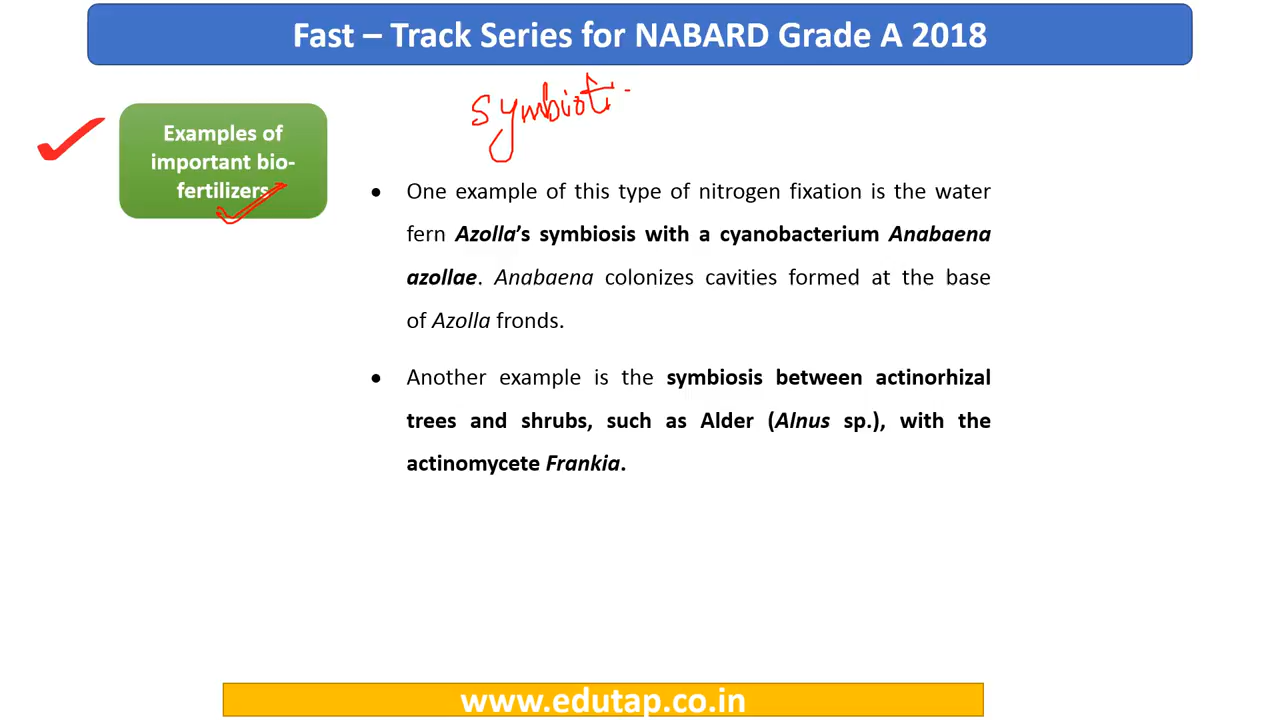 Fast – Track Series for NABARD Grade A 2018
symbioti
Examples of
important bio-
fertilizers
• One example of this type of nitrogen fixation is the water
fern Azolla's symbiosis with a cyanobacterium Anabaena
azollae. Anabaena colonizes cavities formed at the base
of Azolla fronds.
• Another example is the symbiosis between actinorhizal
trees and shrubs, such as Alder (Alnus sp.), with the
actinomycete Frankia.
www.edutap.co.in